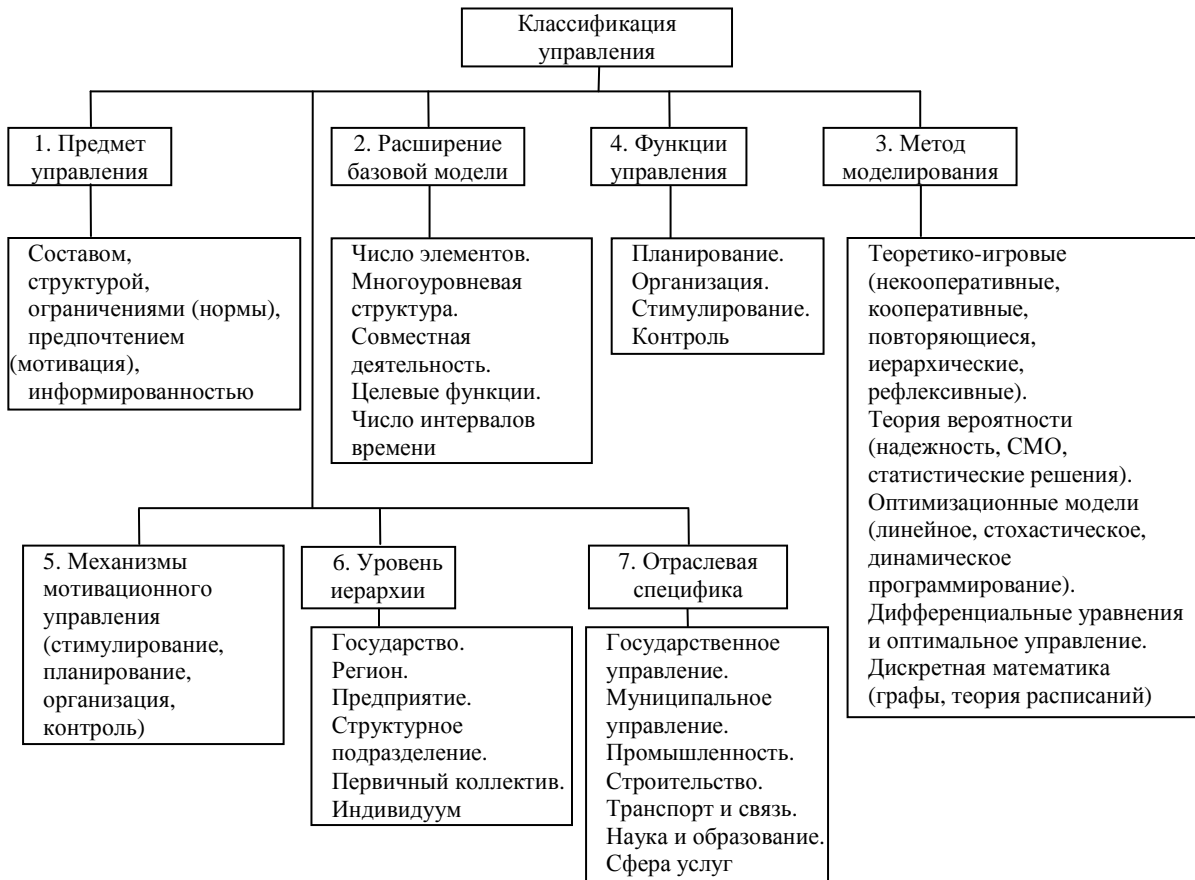 Классификация
управления
1. Предмет
управления
2. Расширение
базовой модели
4. Функции
управления
3. Метод
моделирования
Составом,
структурой,
ограничениями (нормы),
предпочтением
(мотивация),
информированностью
Число элементов.
Многоуровневая
структура.
Совместная
деятельность.
Целевые функции.
Число интервалов
времени
Планирование.
Организация.
Стимулирование.
Контроль
Теоретико-игровые
(некооперативные,
кооперативные,
повторяющиеся,
иерархические,
рефлексивные).
Теория вероятности
(надежность, СМО,
статистические решения).
Оптимизационные модели
(линейное, стохастическое,
динамическое
программирование).
Дифференциальные уравнения
и оптимальное управление.
Дискретная математика
(графы, теория расписаний)
5. Механизмы
мотивационного
управления
(стимулирование,
планирование,
организация,
контроль)
6. Уровень
иерархии
Государство.
Регион.
Предприятие.
Структурное
подразделение.
Первичный коллектив.
Индивидуум
7. Отраслевая
специфика
Государственное
управление.
Муниципальное
управление.
Промышленность.
Строительство.
Транспорт и связь.
Наука и образование.
Сфера услуг